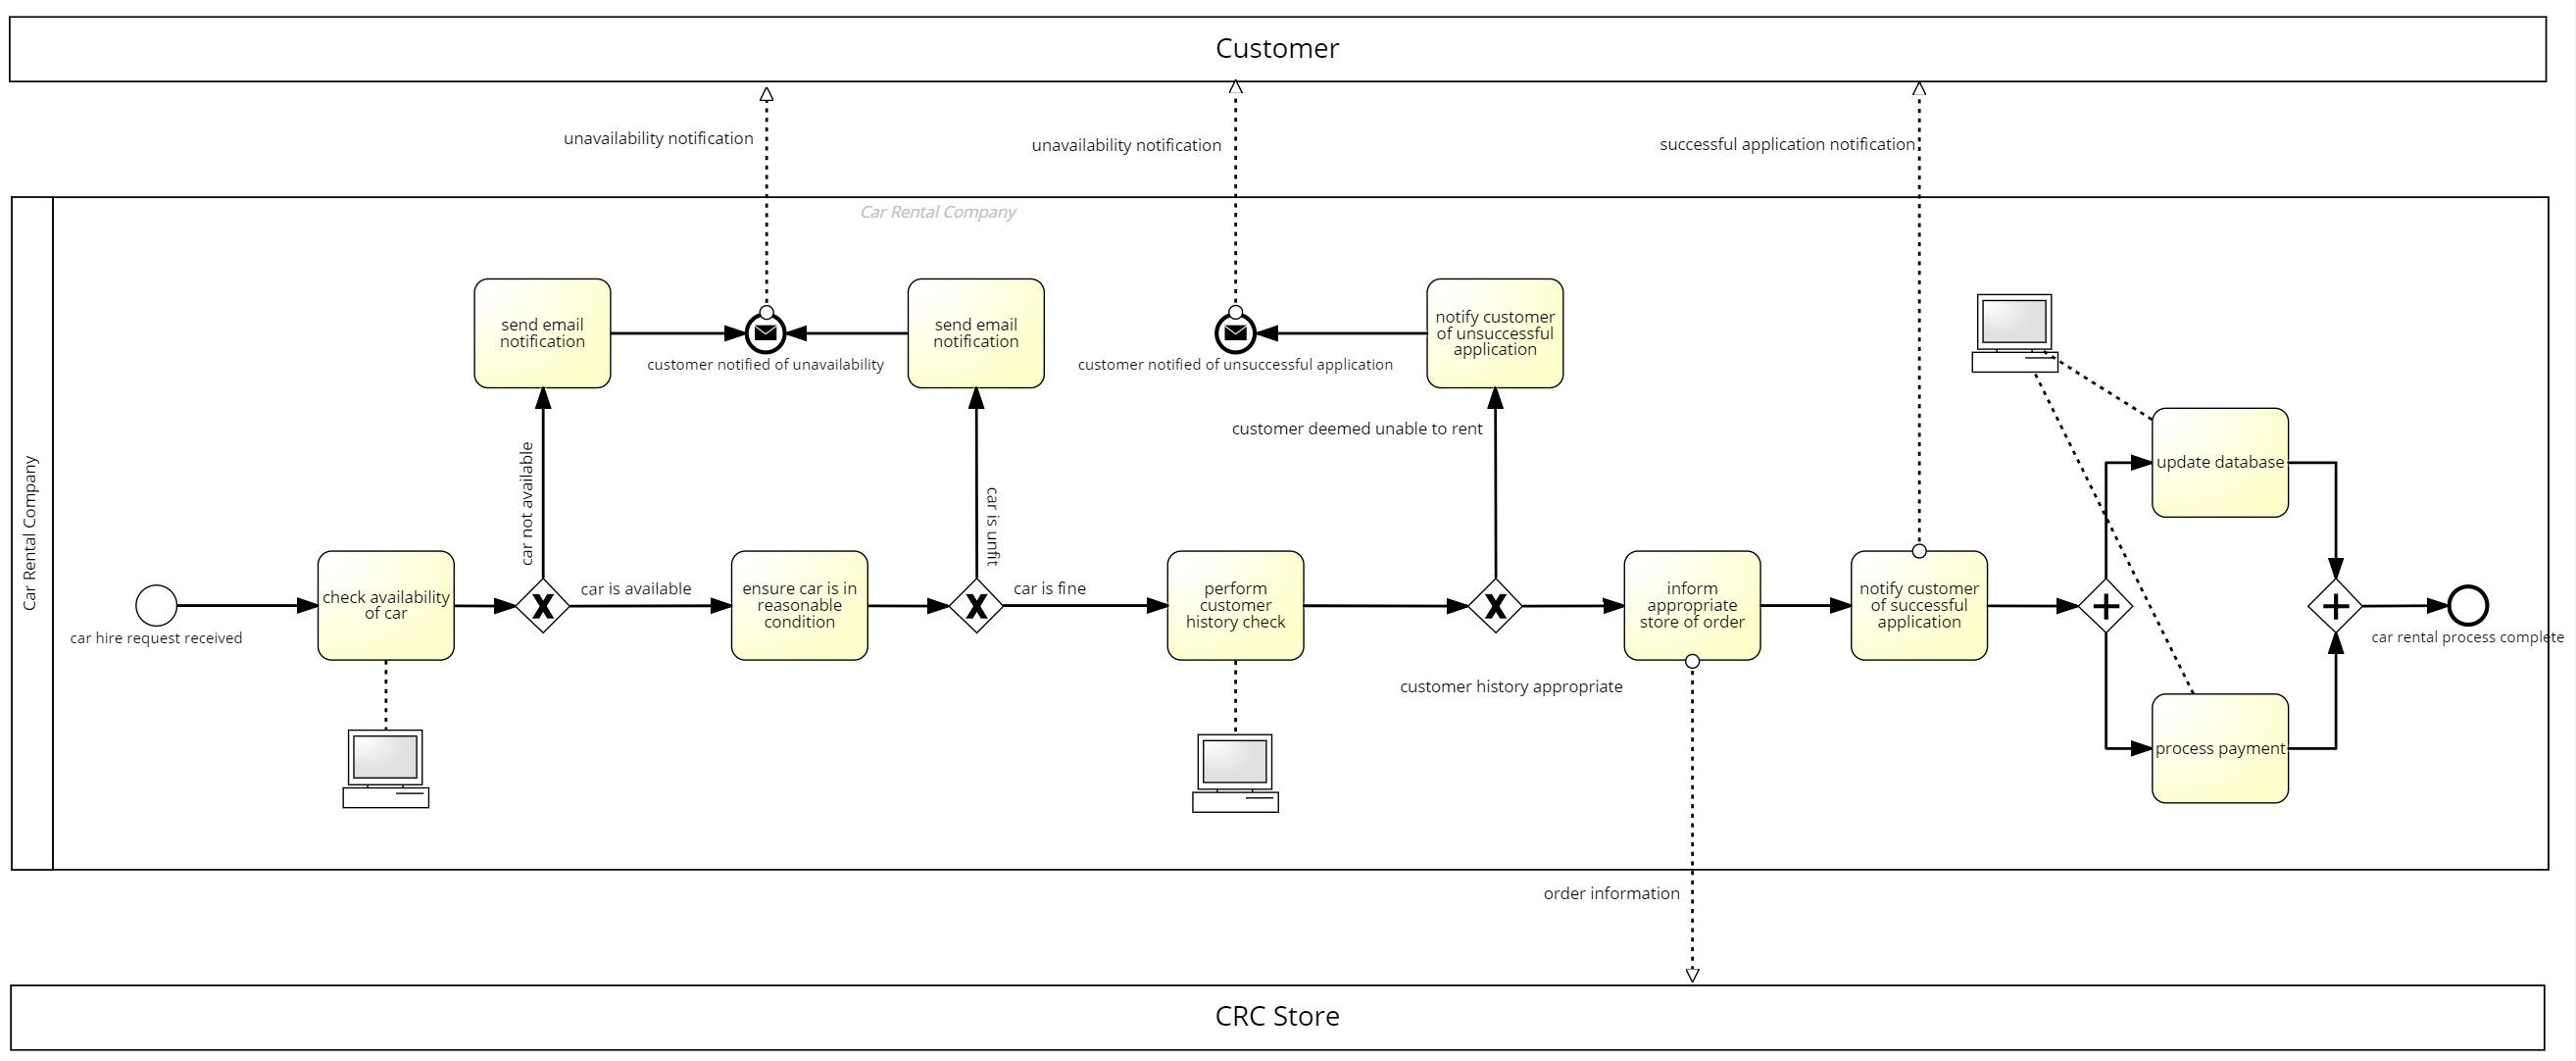 Customer
unavailability notification
unavailability notification
successful application notification
Car Rental Company
Car Rental Company
send email
notification
customer notified of unavailability
send email
notification
customer notified of unsuccessful application
notify customer
of unsuccessful
application
car not available
car is unfit
customer deemed unable to rent
update database
car hire request received
check availability
of car
car is available
ensure car is in
reasonable
condition
car is fine
perform
customer
history check
customer history appropriate
inform
appropriate
store of order
notify customer
of successful
application
process payment
car rental process complete
order information
CRC Store